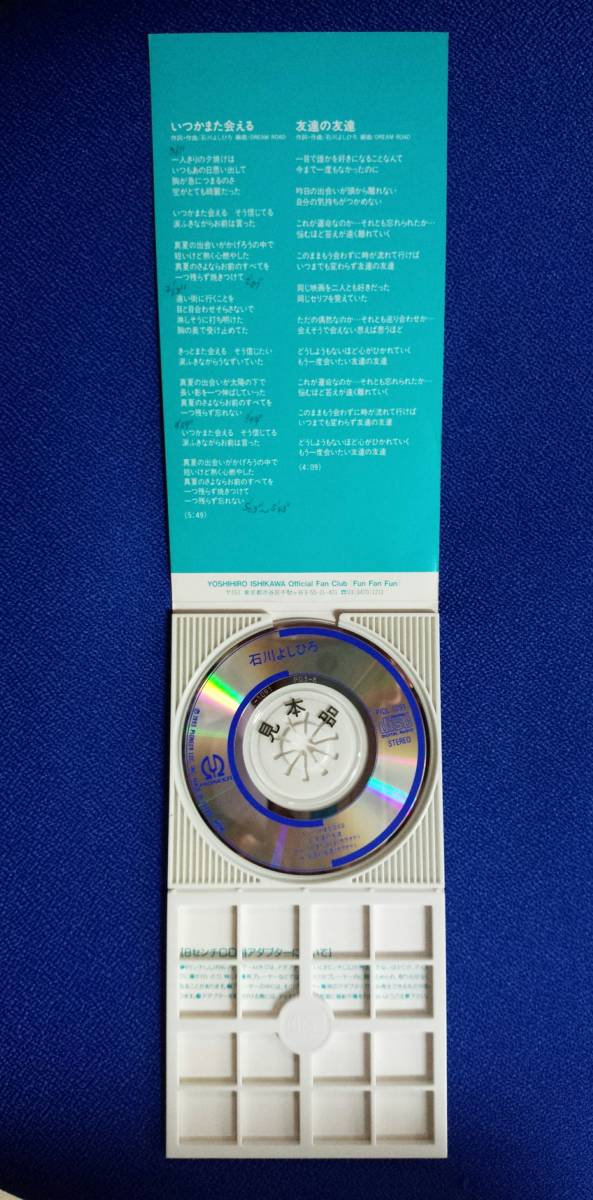 いつかまた会える
作詞・作曲/石川よしひろ 編曲/DREAM ROAD
一人きりの夕焼けは
いつもあの日思い出して
胸が急につまるのさ
空がとても綺麗だった
いつかまた会える そう信じてる
涙ふきながらお前は言った
真夏の出会いがかげろうの中で
短いけど熱く心燃やした
真夏のさよならお前のすべてを
一つ残らず焼きつけて
遠い街に行くことを
目と目合わせそらさないで
淋しそうに打ち明けた
胸の奥で受け止めてた
きっとまた会える そう信じたい
涙ふきながらうなずいていた
真夏の出会いが太陽の下で
長い影を一つ伸ばしていった
真夏のさよならお前のすべてを
一つ残らず忘れない
いつかまた会える そう信じてる
涙ふきながらお前は言った
真夏の出会いがかげろうの中で
短いけど熱く心燃やした
真夏のさよならお前のすべてを
一つ残らず焼きつけて
一つ残らず忘れない
(5:49)
友達の友達
作詞・作曲/石川よしひろ 編曲/DREAM ROAD
一目で誰かを好きになることなんて
今まで一度もなかったのに
昨日の出会いが頭から離れない
自分の気持ちがつかめない
これが運命なのか…それとも忘れられたか…
悩むほど答えが遠く離れていく
このままもう会わずに時が流れて行けば
いつまでも変わらず友達の友達
同じ映画を二人とも好きだった
同じセリフを覚えていた
ただの偶然なのか…それとも巡り合わせか…
会えそうで会えない思えば思うほど
どうしようもないほど心がひかれていく
もう一度会いたい友達の友達
これが運命なのか…それとも忘れられたか…
悩むほど答えが遠く離れていく
このままもう会わずに時が流れて行けば
いつまでも変わらず友達の友達
どうしようもないほど心がひかれていく
もう一度会いたい友達の友達
(4:09)
YOSHIHIRO ISHIKAWA Official Fan Club「Fun Fan Fun」
石川よしひろ
見本品
STEREO
PIONEER